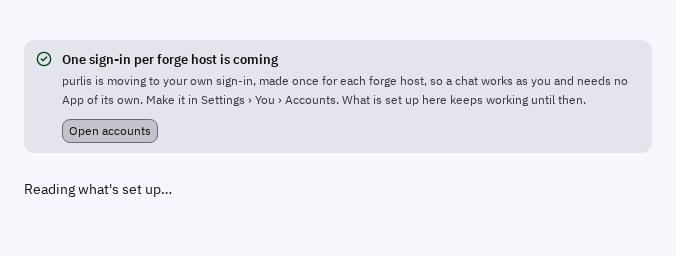 One sign-in per forge host is coming
purlis is moving to your own sign-in, made once for each forge host, so a chat works as you and needs no
App of its own. Make it in Settings › You › Accounts. What is set up here keeps working until then.
Open accounts
Reading what's set up…